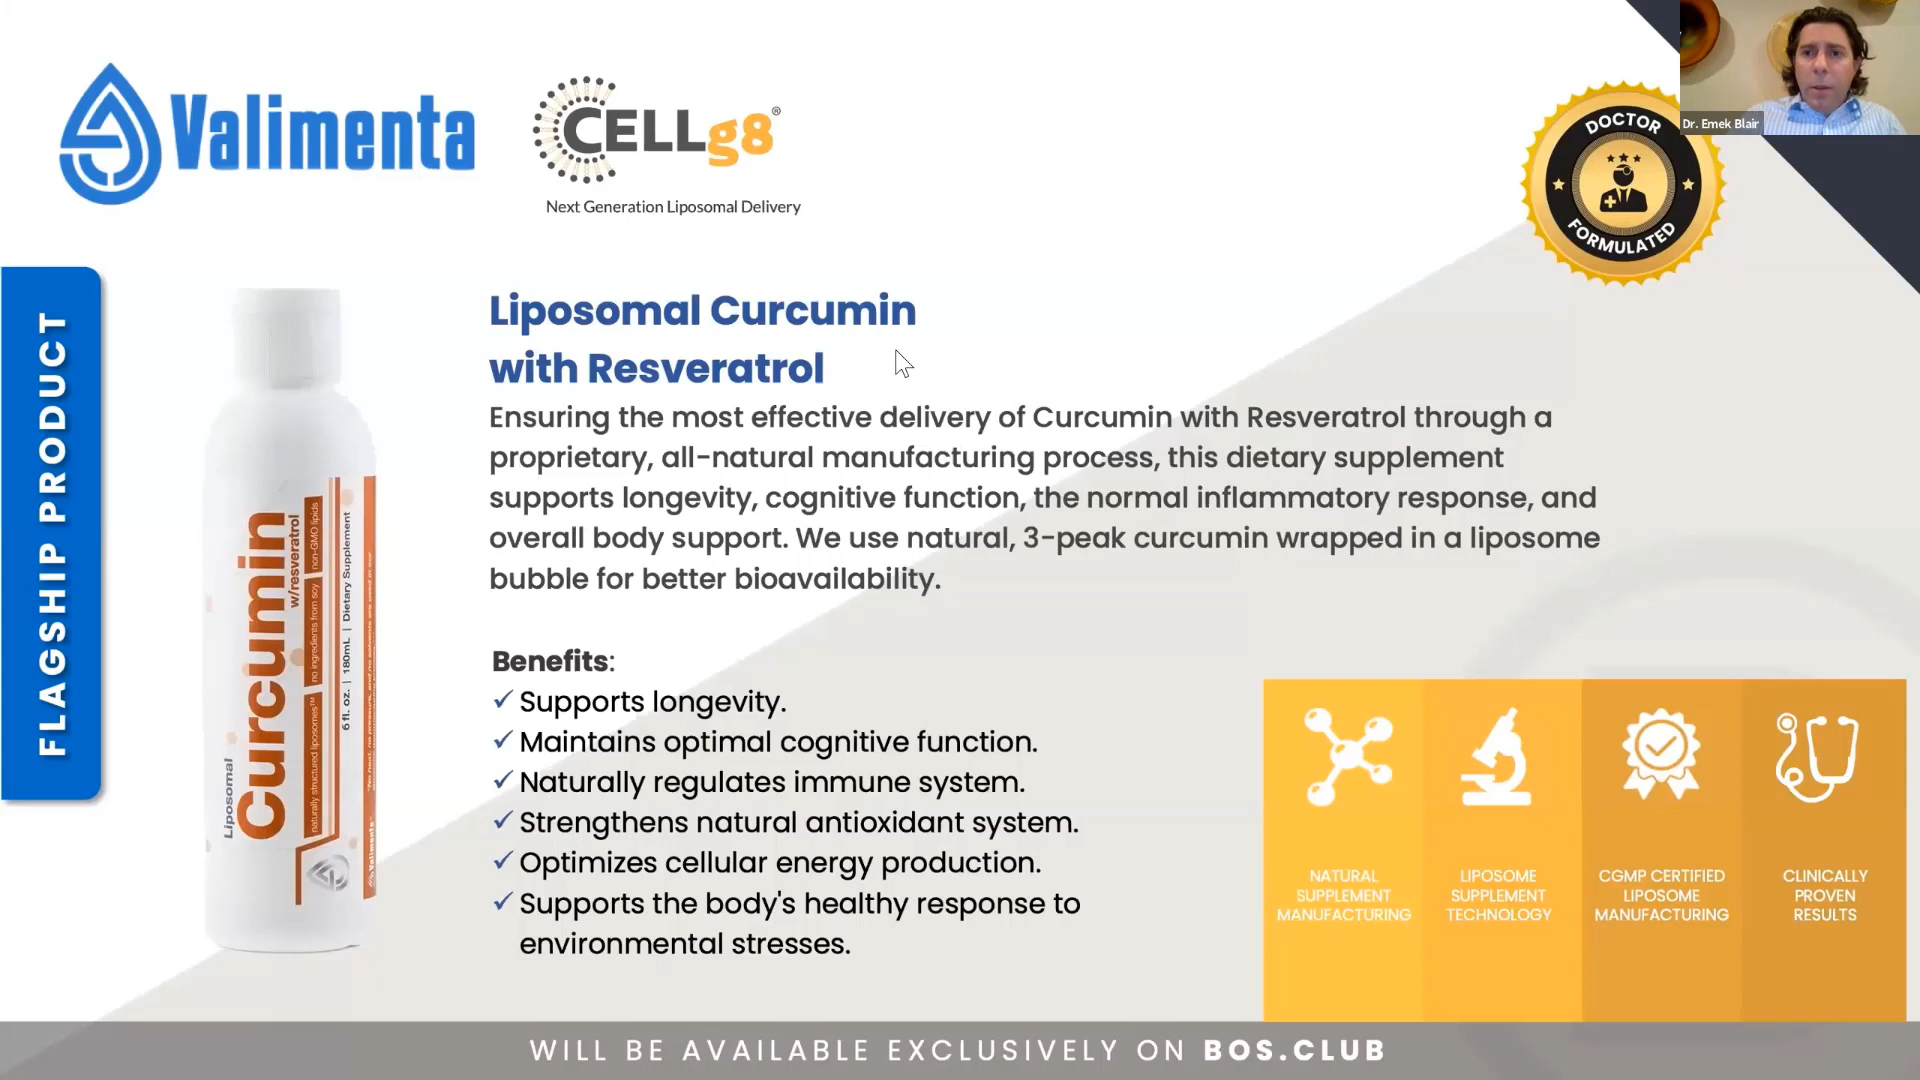 Valimenta
CELLg8®
Next Generation Liposomal Delivery
DOCTOR
FORMULATED
Dr. Emek Blair
FLAGSHIP PRODUCT
Liposomal
Curcumin
w/resveratrol
naturally structured liposomes™ no ingredients from soy non-GMO lipids
6 fl. oz. | 180mL | Dietary Supplement
Valimenta
Liposomal Curcumin
with Resveratrol
Ensuring the most effective delivery of Curcumin with Resveratrol through a
proprietary, all-natural manufacturing process, this dietary supplement
supports longevity, cognitive function, the normal inflammatory response, and
overall body support. We use natural, 3-peak curcumin wrapped in a liposome
bubble for better bioavailability.
Benefits:
✓ Supports longevity.
✓ Maintains optimal cognitive function.
✓ Naturally regulates immune system.
✓ Strengthens natural antioxidant system.
✓ Optimizes cellular energy production.
✓ Supports the body's healthy response to
environmental stresses.
NATURAL
SUPPLEMENT
MANUFACTURING
LIPOSOME
SUPPLEMENT
TECHNOLOGY
CGMP CERTIFIED
LIPOSOME
MANUFACTURING
CLINICALLY
PROVEN
RESULTS
WILL BE AVAILABLE EXCLUSIVELY ON BOS.CLUB